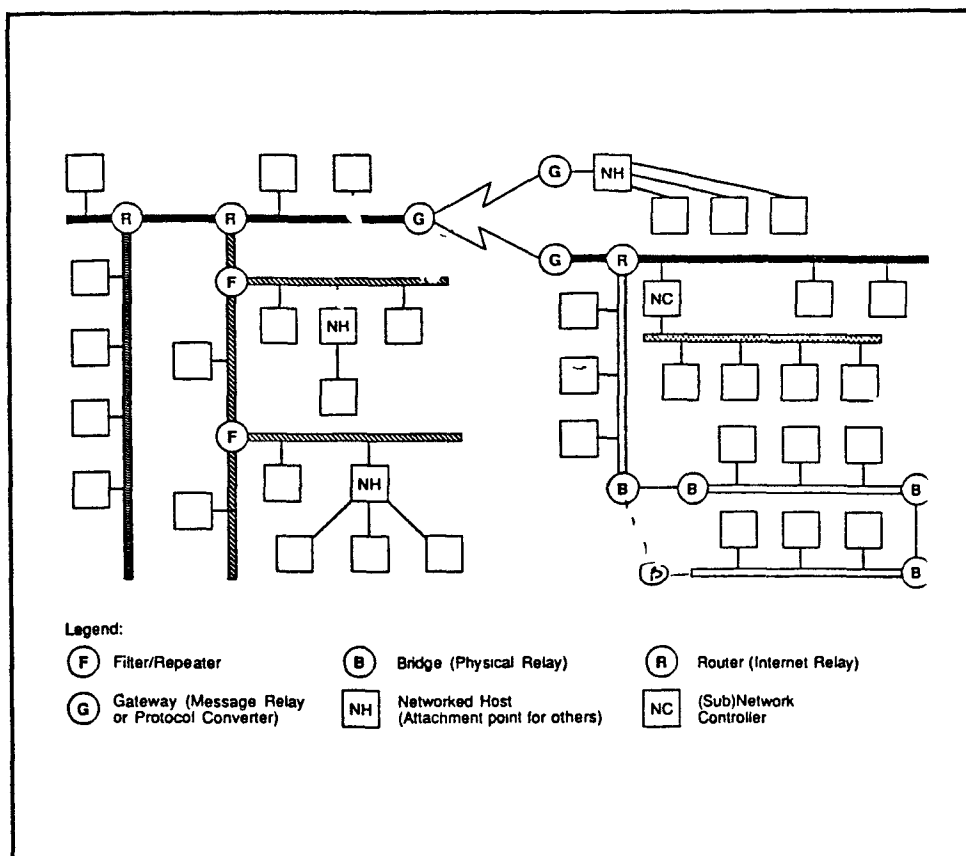 G
NH
R
R
G
G
R
F
NH
NC
F
NH
B
B
B
B
B
Legend:
F Filter/Repeater
B Bridge (Physical Relay)
R Router (Internet Relay)
G Gateway (Message Relay
or Protocol Converter)
NH Networked Host
(Attachment point for others)
NC (Sub)Network
Controller